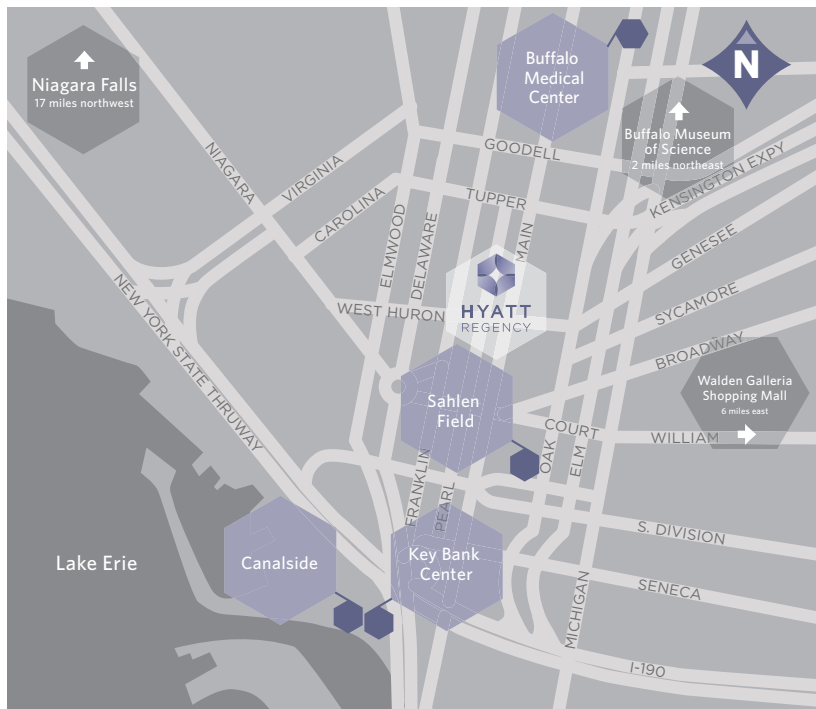 Niagara Falls
17 miles northwest
Buffalo
Medical
Center
N
Buffalo Museum
of Science
2 miles northeast
GOODELL
KENSINGTON EXPY
NIAGARA
VIRGINIA
CAROLINA
TUPPER
ELMWOOD
DELAWARE
MAIN
GENESEE
SYCAMORE
BROADWAY
WEST HURON
HYATT
REGENCY
NEW YORK STATE THRUWAY
Walden Galleria
Shopping Mall
6 miles east
Sahlen
Field
COURT
WILLIAM
OAK
ELM
FRANKLIN
PEARL
S. DIVISION
Lake Erie
Canalside
Key Bank
Center
SENECA
MICHIGAN
I-190